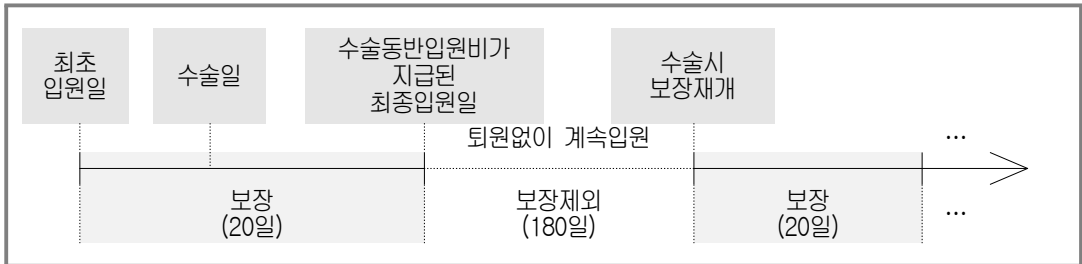 최초
입원일
수술일
수술동반입원비가
지급된
최종입원일
수술시
보장재개
퇴원없이 계속입원
...
보장
(20일)
보장제외
(180일)
보장
(20일)
...